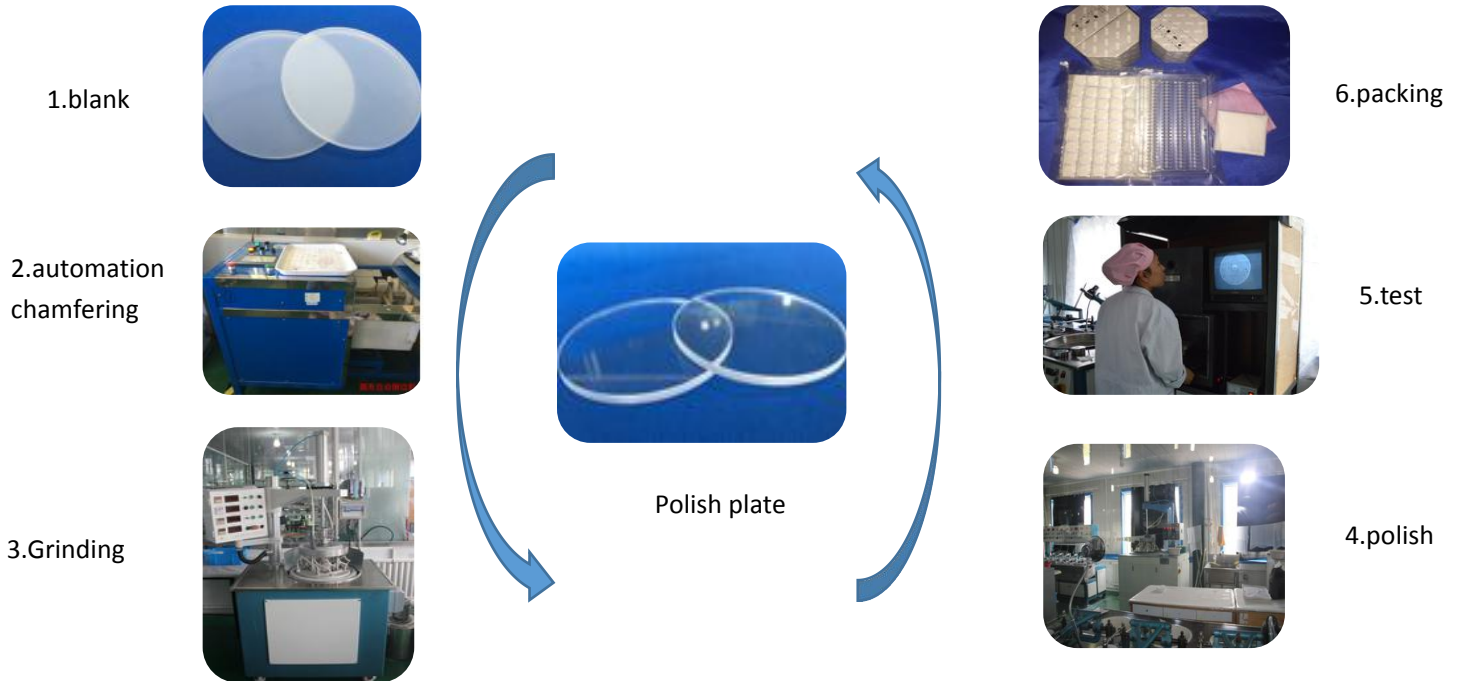 1.blank
2.automation
chamfering
3.Grinding
Polish plate
4.polish
5.test
6.packing